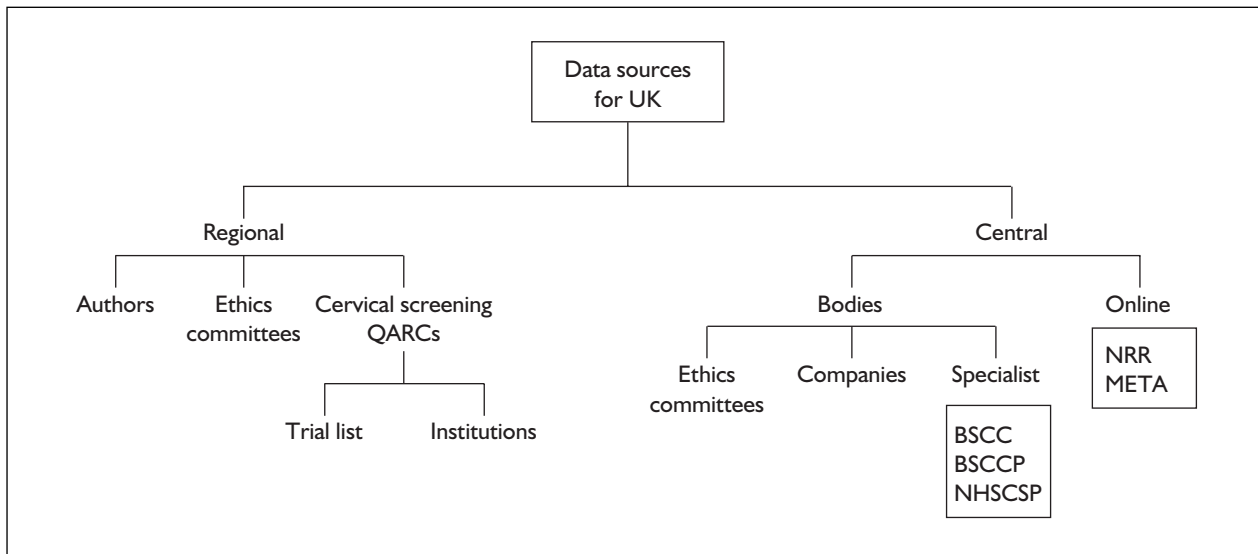 Data sources
for UK
Regional
Central
Authors
Ethics
committees
Cervical screening
QARCs
Bodies
Online
Trial list
Institutions
Ethics
committees
Companies
Specialist
NRR
META
BSCC
BSCCP
NHSCSP